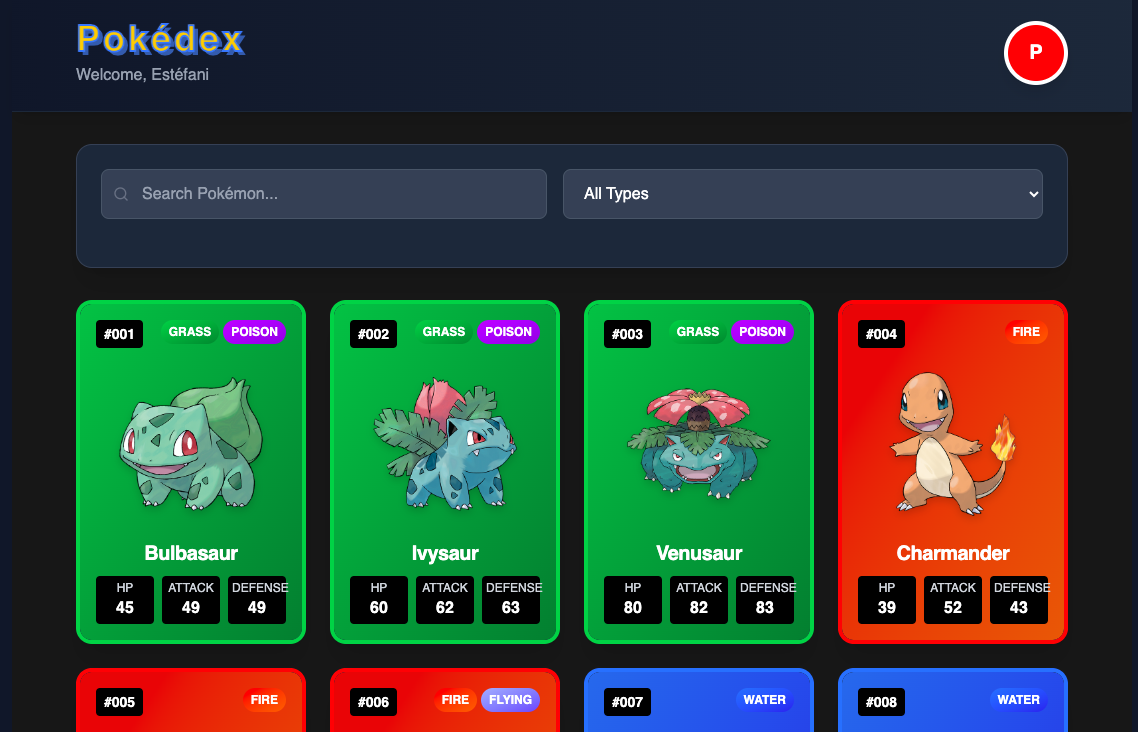 Pokédex
Welcome, Estéfani
P
Search Pokémon...
All Types
#001 GRASS POISON
Bulbasaur
HP ATTACK DEFENSE
45 49 49
#002 GRASS POISON
Ivysaur
HP ATTACK DEFENSE
60 62 63
#003 GRASS POISON
Venusaur
HP ATTACK DEFENSE
80 82 83
#004 FIRE
Charmander
HP ATTACK DEFENSE
39 52 43
#005 FIRE
#006 FIRE FLYING
#007 WATER
#008 WATER